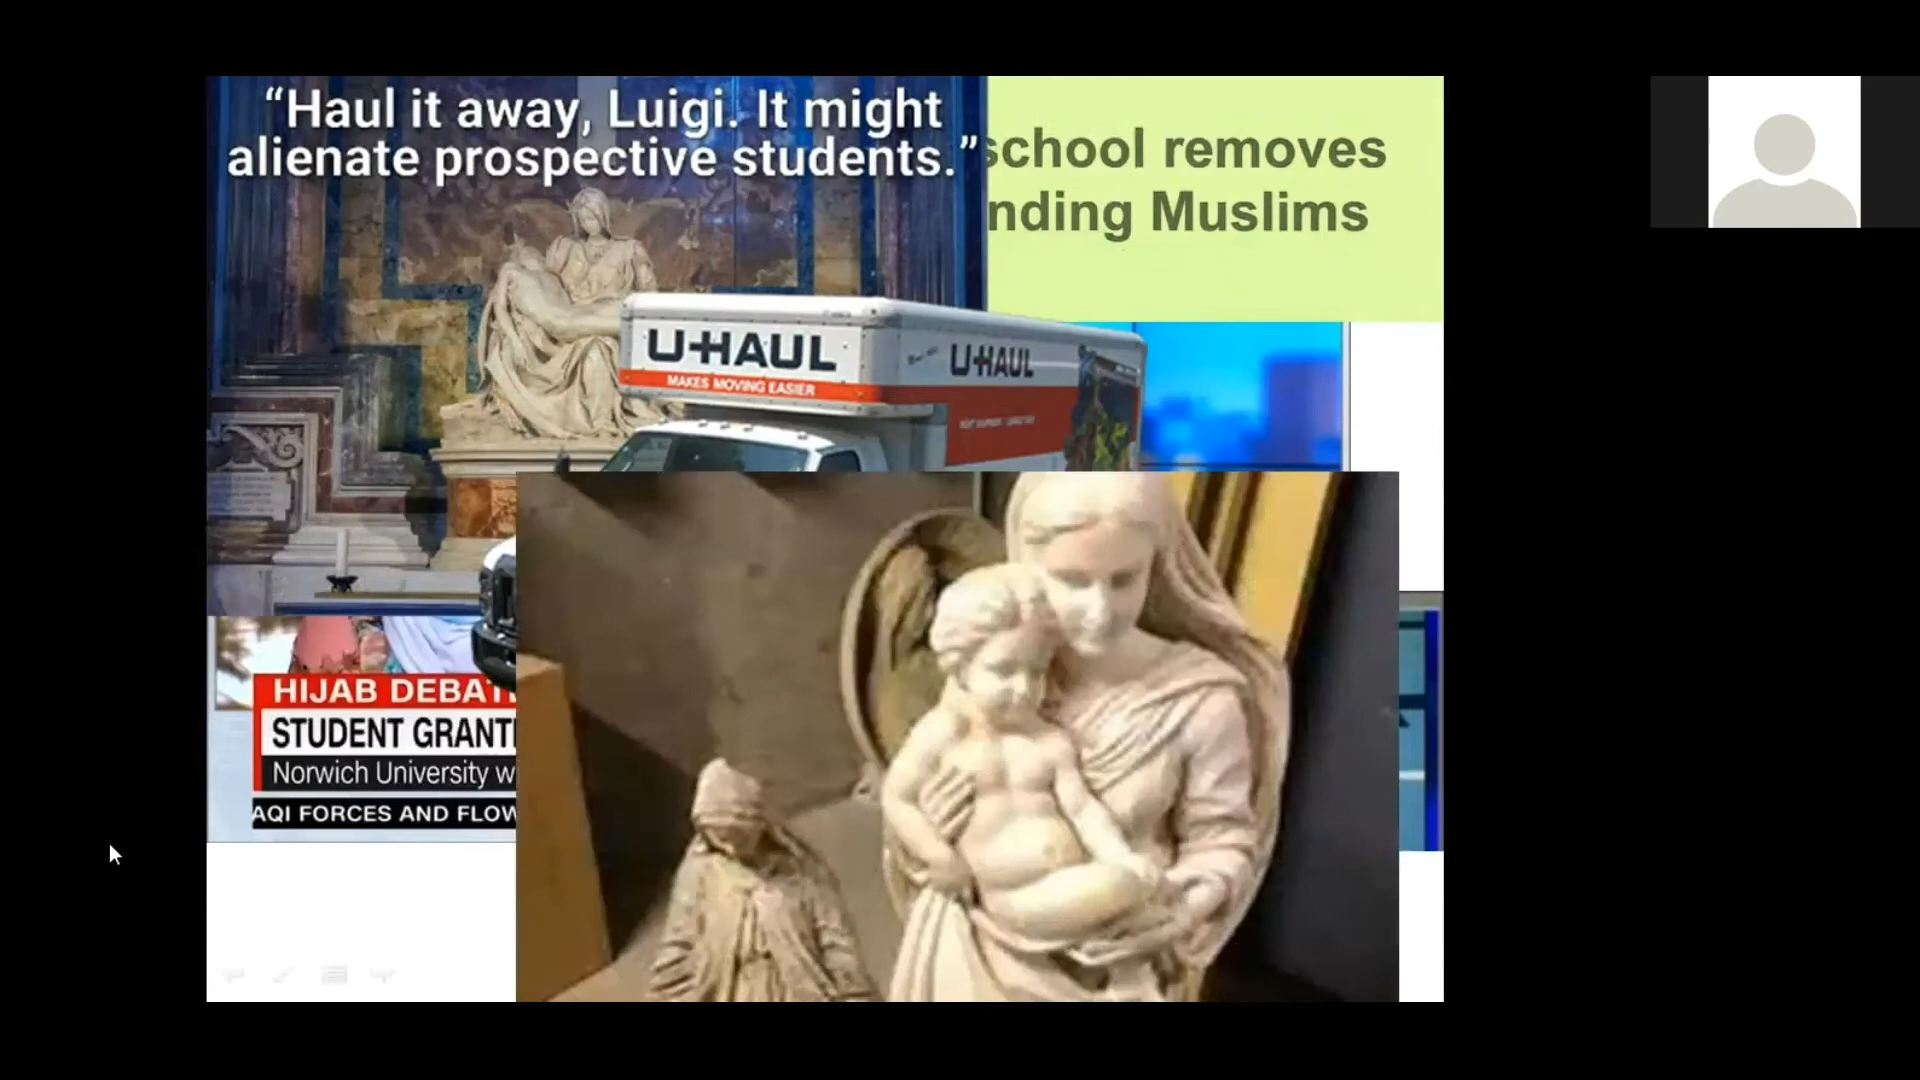 “Haul it away, Luigi. It might
alienate prospective students.”
school removes
nding Muslims
U-HAUL
MAKES MOVING EASIER
U-HAUL
HIJAB DEBAT
STUDENT GRANT
Norwich University w
AQI FORCES AND FLOW